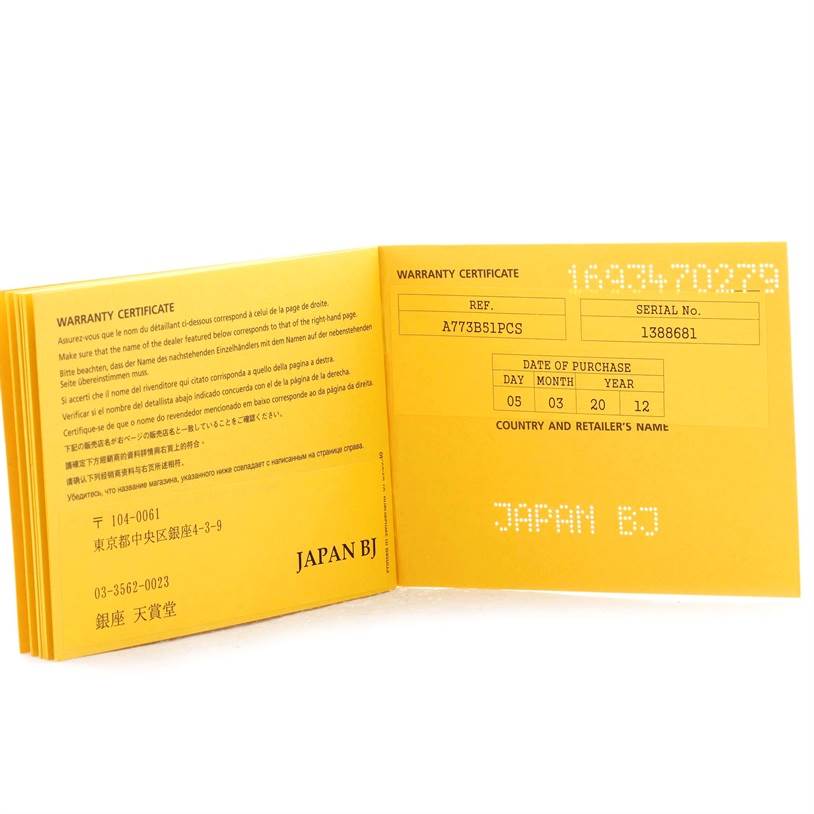 WARRANTY CERTIFICATE
Assurez-vous que le nom du détaillant ci-dessous correspond à celui de la page de droite.
Make sure that the name of the dealer featured below corresponds to that of the right-hand page.
Bitte beachten, dass der Name des nachstehenden Einzelhändlers mit dem Namen auf der nebenstehenden
Seite übereinstimmen muss.
Si accerti che il nome del rivenditore qui citato corrisponda a quello della pagina a destra.
Verificar si el nombre del detallista abajo indicado concuerda con el de la página de la derecha.
Certifique-se de que o nome do revendedor mencionado em baixo corresponde ao da página da direita.
下記の販売店名が右ページの販売店名と一致していることをご確認ください。
請確定下方經銷商的資料詳情與右頁上的符合。
请确认下列经销商资料与右页所述相符。
Убедитесь, что название магазина, указанного ниже совпадает с написанным на странице справа.
〒 104-0061
東京都中央区銀座4-3-9
JAPAN BJ
03-3562-0023
銀座 天賞堂
WARRANTY CERTIFICATE 1693470279
REF. SERIAL No.
A773B51PCS 1388681
DATE OF PURCHASE
DAY MONTH YEAR
05 03 20 12
COUNTRY AND RETAILER'S NAME
JAPAN BJ